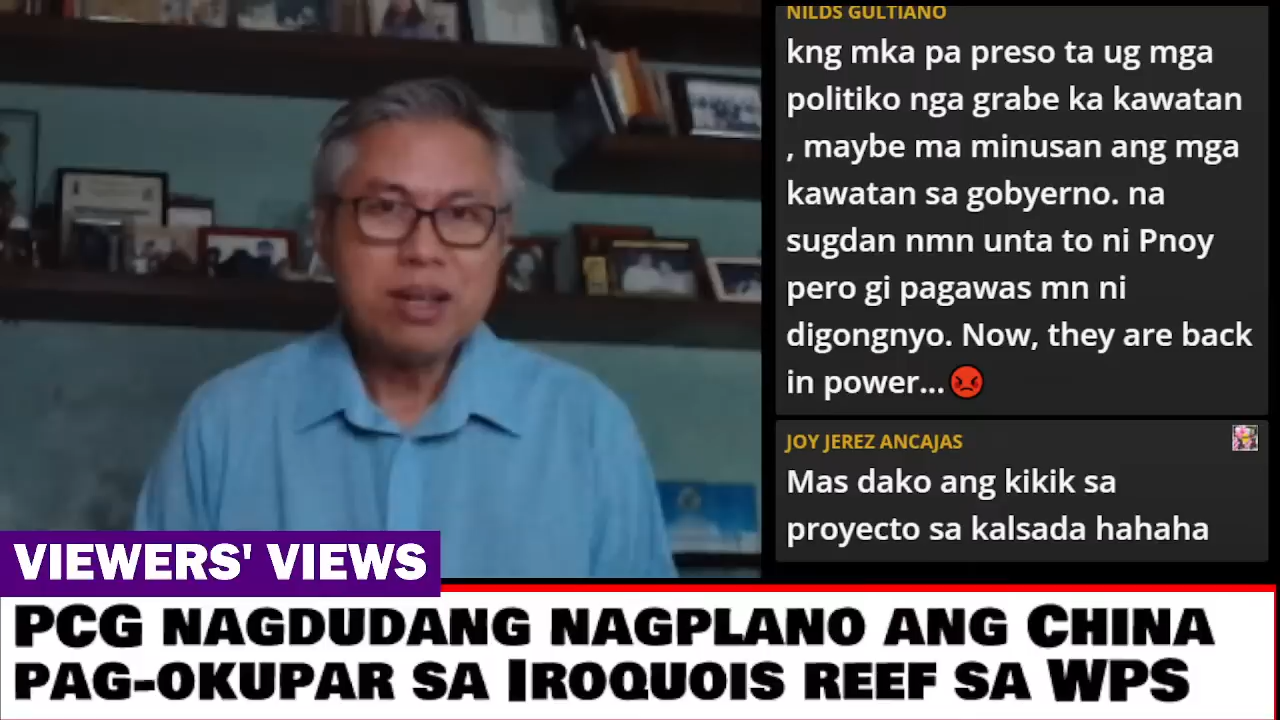 NILDS GULTIANO
kng mka pa preso ta ug mga
politiko nga grabe ka kawatan
, maybe ma minusan ang mga
kawatan sa gobyerno. na
sugdan nmn unta to ni Pnoy
pero gi pagawas mn ni
digongnyo. Now, they are back
in power...😡
JOY JEREZ ANCAJAS
Mas dako ang kikik sa
proyecto sa kalsada hahaha
VIEWERS' VIEWS
PCG NAGDUDANG NAGPLANO ANG CHINA
PAG-OKUPAR SA IROQUOIS REEF SA WPS